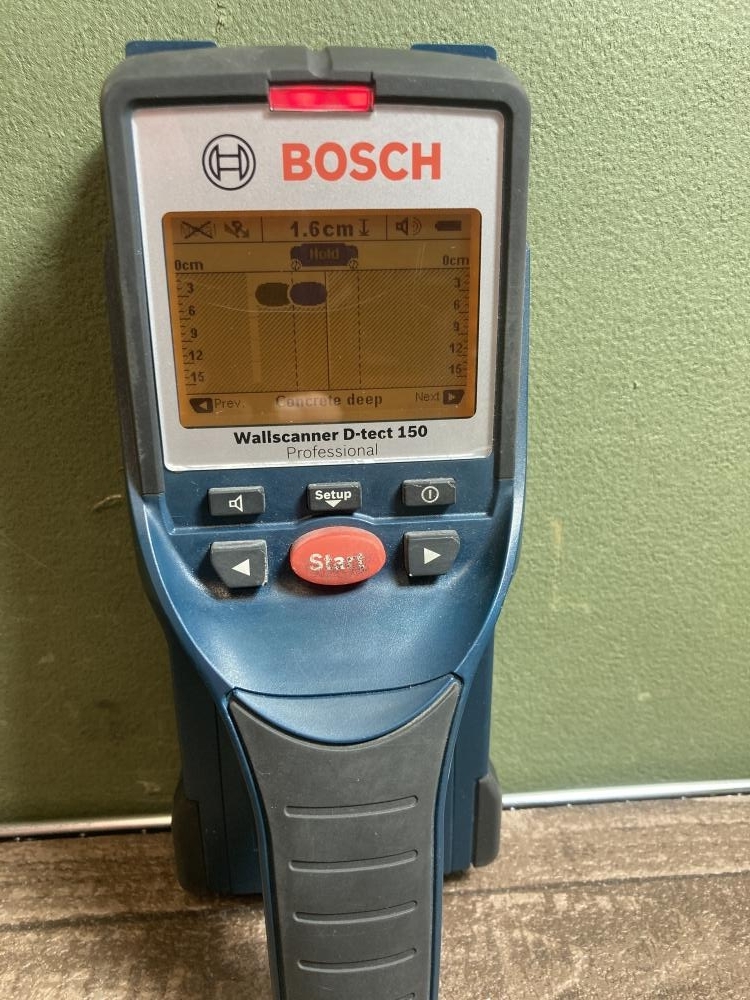 BOSCH
1.6cm
Hold
0cm 0cm
3 3
6 6
9 9
12 12
15 15
Prev. Concrete deep Next
Wallscanner D-tect 150
Professional
Setup
Start